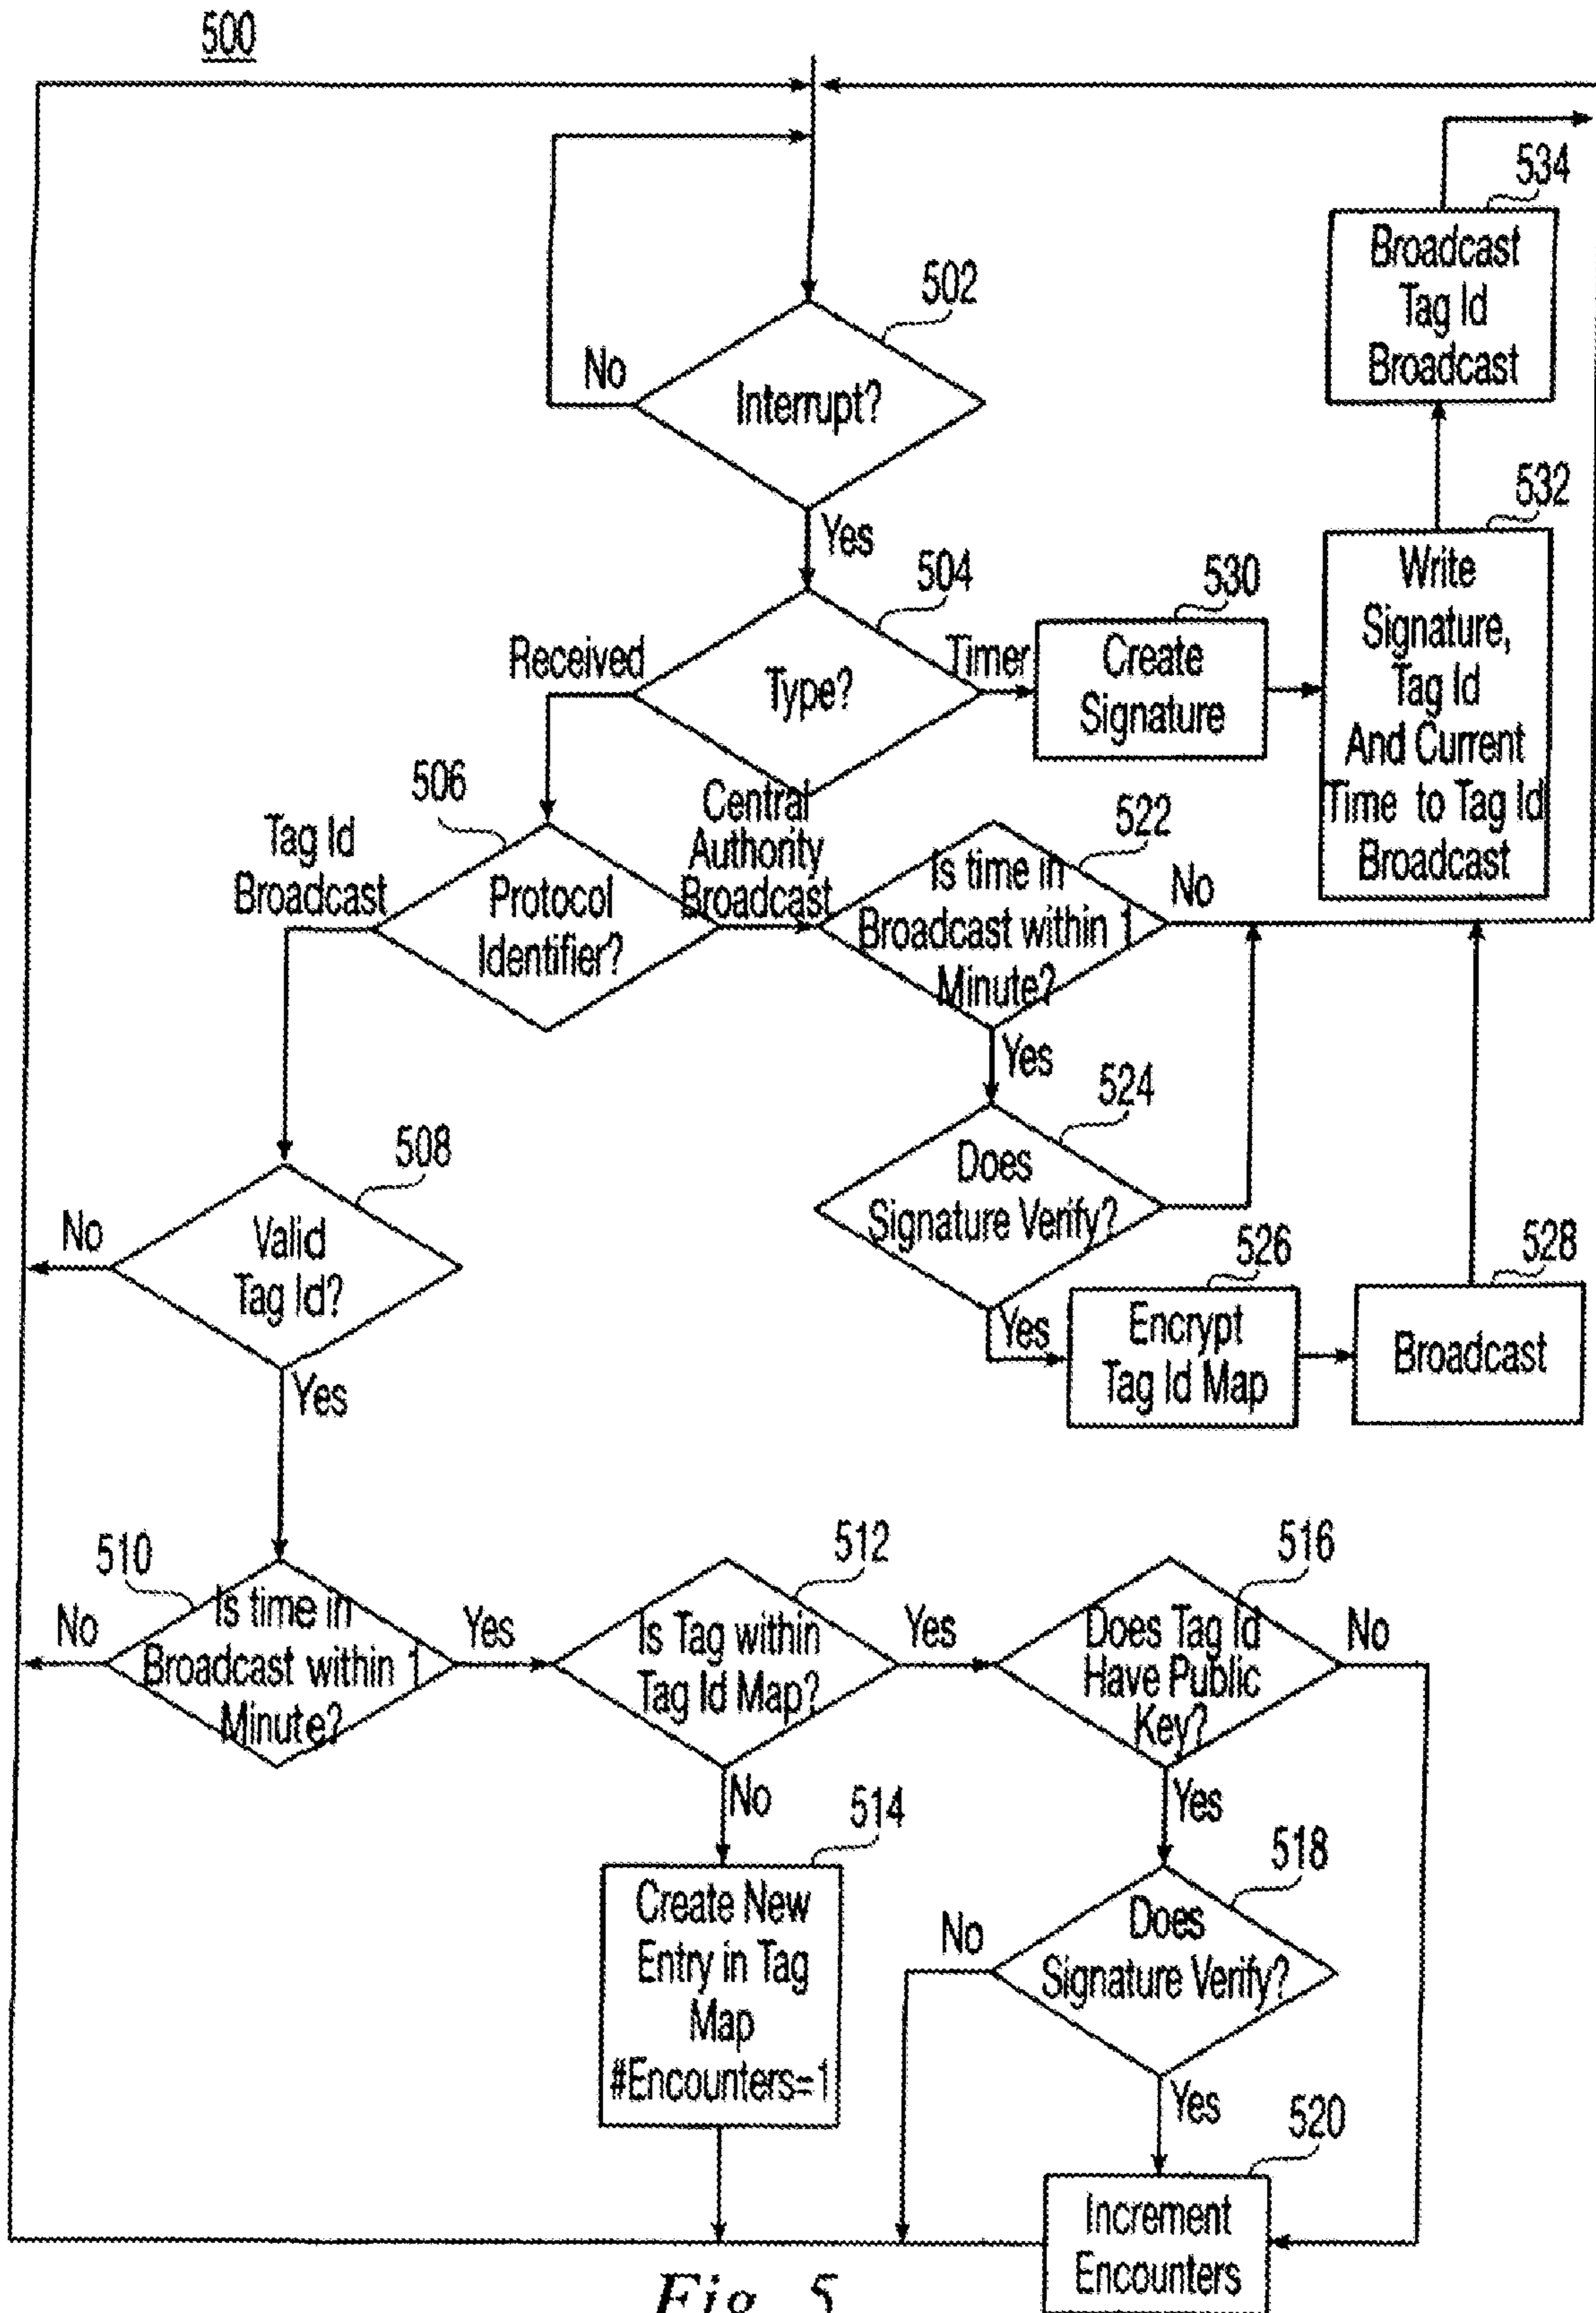 500
534
Broadcast
Tag Id
Broadcast
502
No
Interrupt?
Yes
532
Write
Signature,
Tag Id
And Current
Time to Tag Id
Broadcast
504
530
Received
Type?
Timer
Create
Signature
506
Tag Id
Broadcast
Protocol
Identifier?
Central
Authority
Broadcast
522
Is time in
Broadcast within 1
Minute?
No
Yes
524
Does
Signature Verify?
508
No
Valid
Tag Id?
Yes
526
Yes
Encrypt
Tag Id Map
528
Broadcast
510
No
Is time in
Broadcast within 1
Minute?
Yes
512
Is Tag within
Tag Id Map?
Yes
516
Does Tag Id
Have Public
Key?
No
No
514
Create New
Entry in Tag
Map
#Encounters=1
Yes
518
No
Does
Signature Verify?
Yes
520
Increment
Encounters
Fig. 5